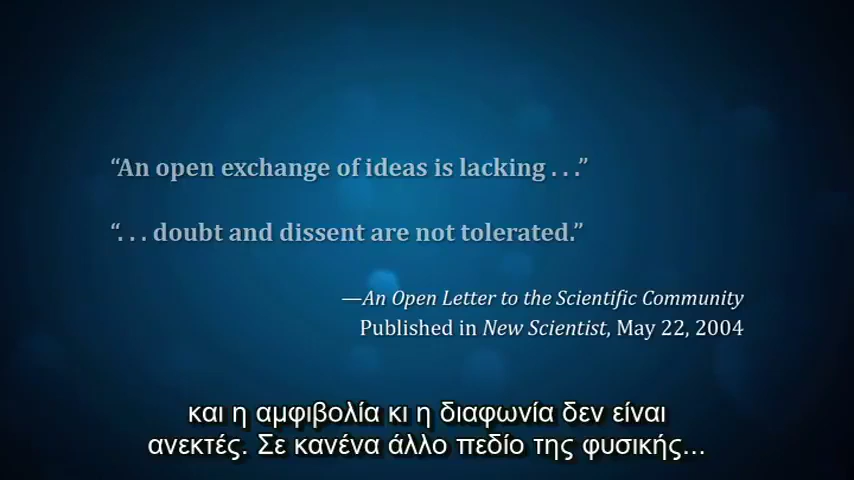 “An open exchange of ideas is lacking . . .”
“. . . doubt and dissent are not tolerated.”
—An Open Letter to the Scientific Community
Published in New Scientist, May 22, 2004
και η αμφιβολία κι η διαφωνία δεν είναι
ανεκτές. Σε κανένα άλλο πεδίο της φυσικής...